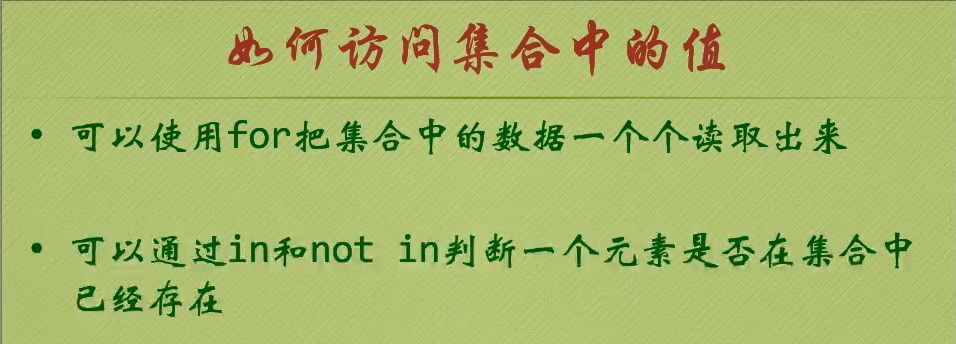 如何访问集合中的值
• 可以使用for把集合中的数据一个个读取出来
• 可以通过in和not in判断一个元素是否在集合中
已经存在